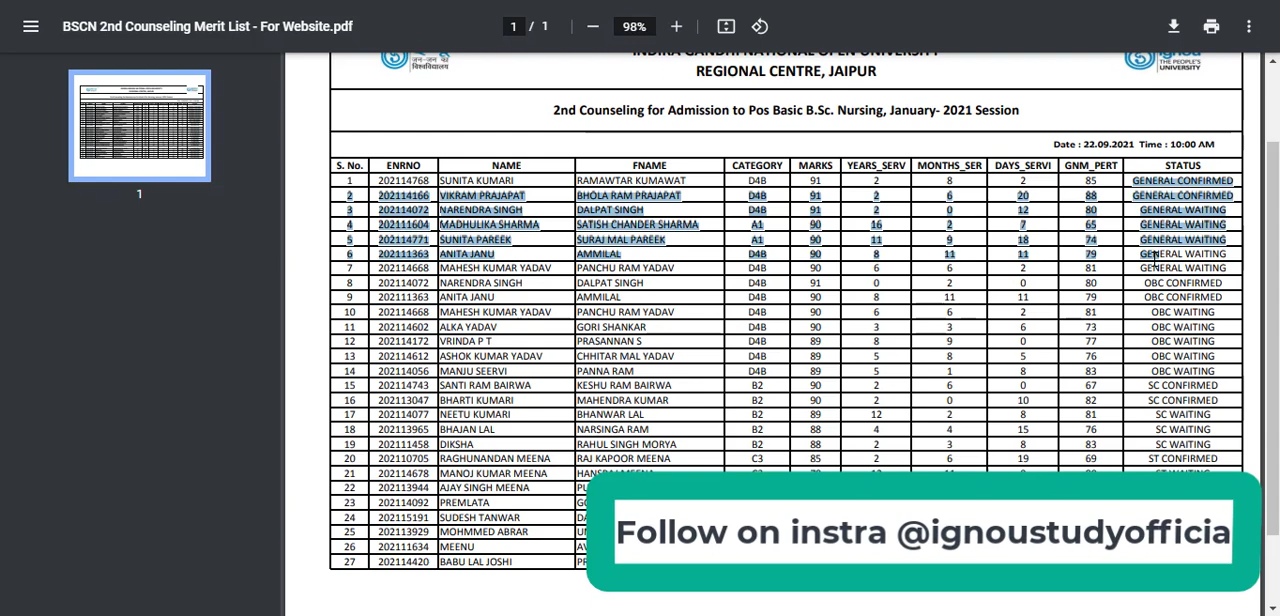 BSCN 2nd Counseling Merit List - For Website.pdf
1 / 1
98%
1
INDIRA GANDHI NATIONAL OPEN UNIVERSITY
जन-जन का
विश्वविद्यालय
REGIONAL CENTRE, JAIPUR
ignou
THE PEOPLE'S
UNIVERSITY
2nd Counseling for Admission to Pos Basic B.Sc. Nursing, January- 2021 Session
Date : 22.09.2021 Time : 10:00 AM
S. No. ENRNO NAME FNAME CATEGORY MARKS YEARS_SERV MONTHS_SER DAYS_SERVI GNM_PERT STATUS
1 202114768 SUNITA KUMARI RAMAWTAR KUMAWAT D4B 91 2 8 2 85 GENERAL CONFIRMED
2 202114166 VIKRAM PRAJAPAT BHOLA RAM PRAJAPAT D4B 91 2 6 20 88 GENERAL CONFIRMED
3 202114072 NARENDRA SINGH DALPAT SINGH D4B 91 2 0 12 80 GENERAL WAITING
4 202111604 MADHULIKA SHARMA SATISH CHANDER SHARMA A1 90 16 2 7 65 GENERAL WAITING
5 202114771 SUNITA PAREEK SURAJ MAL PAREEK A1 90 11 9 18 74 GENERAL WAITING
6 202111363 ANITA JANU AMMILAL D4B 90 8 11 11 79 GENERAL WAITING
7 202114668 MAHESH KUMAR YADAV PANCHU RAM YADAV D4B 90 6 6 2 81 GENERAL WAITING
8 202114072 NARENDRA SINGH DALPAT SINGH D4B 91 0 2 0 80 OBC CONFIRMED
9 202111363 ANITA JANU AMMILAL D4B 90 8 11 11 79 OBC CONFIRMED
10 202114668 MAHESH KUMAR YADAV PANCHU RAM YADAV D4B 90 6 6 2 81 OBC WAITING
11 202114602 ALKA YADAV GORI SHANKAR D4B 90 3 3 6 73 OBC WAITING
12 202114172 VRINDA P T PRASANNAN S D4B 89 8 9 0 77 OBC WAITING
13 202114612 ASHOK KUMAR YADAV CHHITAR MAL YADAV D4B 89 5 8 5 76 OBC WAITING
14 202114056 MANJU SEERVI PANNA RAM D4B 89 5 1 8 83 OBC WAITING
15 202114743 SANTI RAM BAIRWA KESHU RAM BAIRWA B2 90 2 6 0 67 SC CONFIRMED
16 202113047 BHARTI KUMARI MAHENDRA KUMAR B2 90 2 0 10 82 SC CONFIRMED
17 202114077 NEETU KUMARI BHANWAR LAL B2 89 12 2 8 81 SC WAITING
18 202113965 BHAJAN LAL NARSINGA RAM B2 88 4 4 15 76 SC WAITING
19 202111458 DIKSHA RAHUL SINGH MORYA B2 88 2 3 8 83 SC WAITING
20 202110705 RAGHUNANDAN MEENA RAJ KAPOOR MEENA C3 85 2 6 19 69 ST CONFIRMED
21 202114678 MANOJ KUMAR MEENA
22 202113944 AJAY SINGH MEENA
23 202114092 PREMLATA
24 202115191 SUDESH TANWAR
25 202113929 MOHMMED ABRAR
26 202111634 MEENU
27 202114420 BABU LAL JOSHI
Follow on instra @ignoustudyofficia